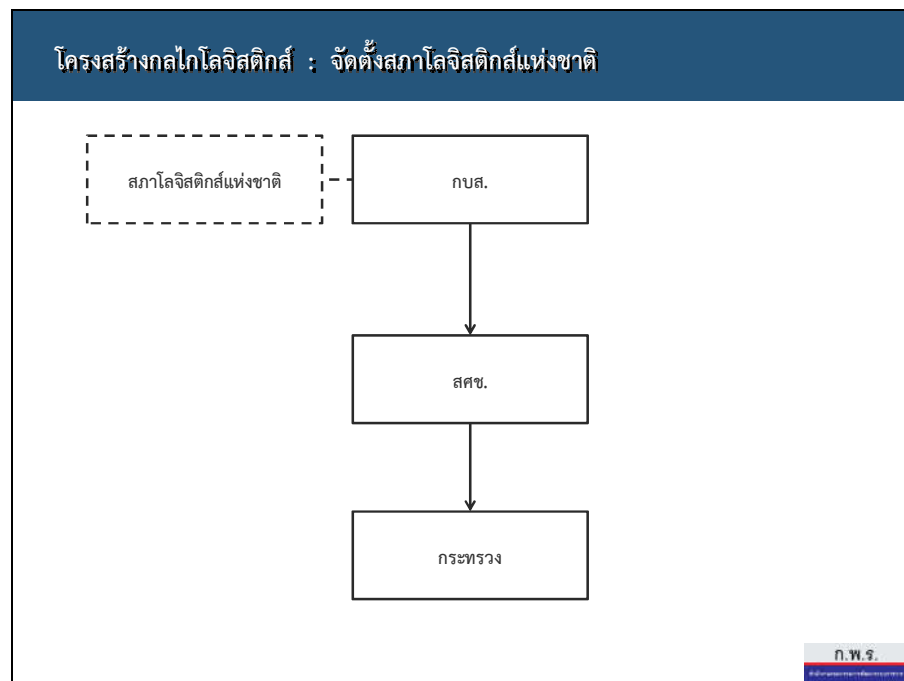 โครงสร้างกลไกโลจิสติกส์ : จัดตั้งสภาโลจิสติกส์แห่งชาติ
สภาโลจิสติกส์แห่งชาติ
กบส.
สศช.
กระทรวง
ก.พ.ร.